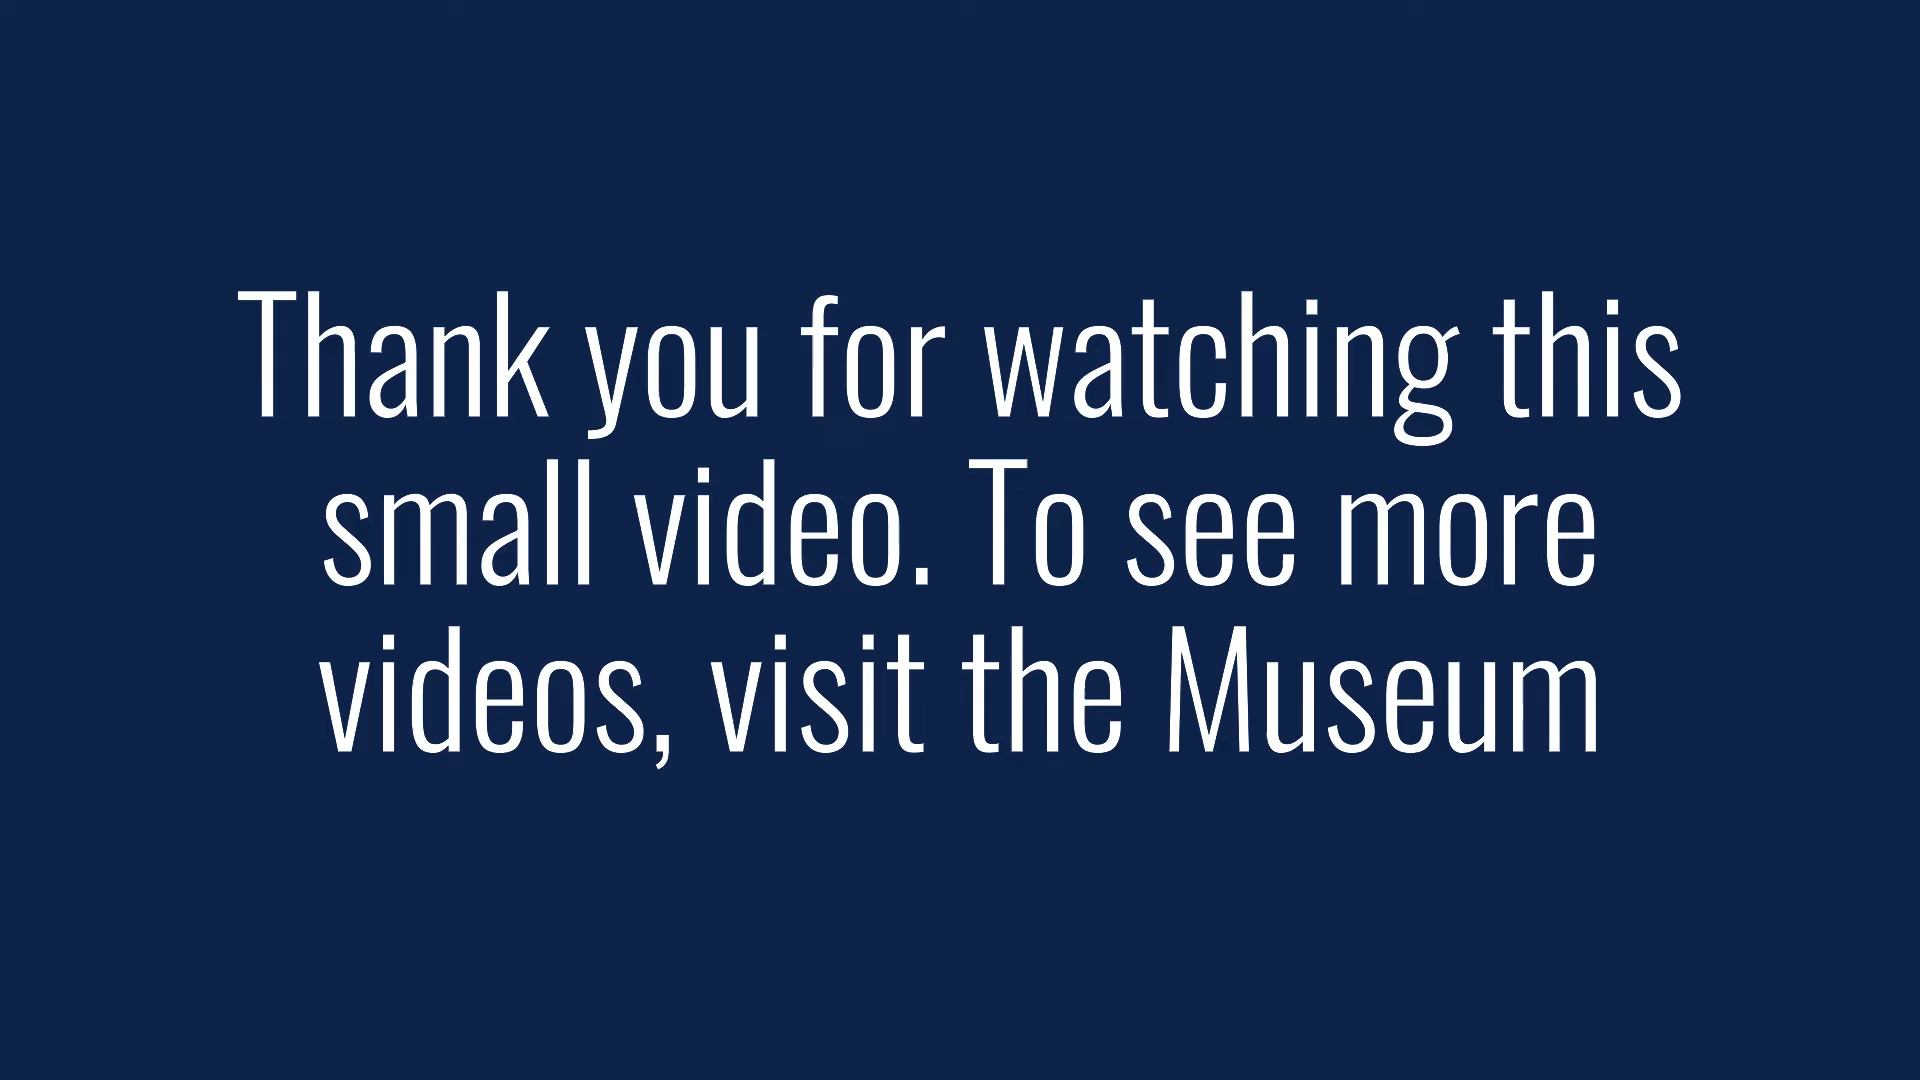 Thank you for watching this
small video. To see more
videos, visit the Museum